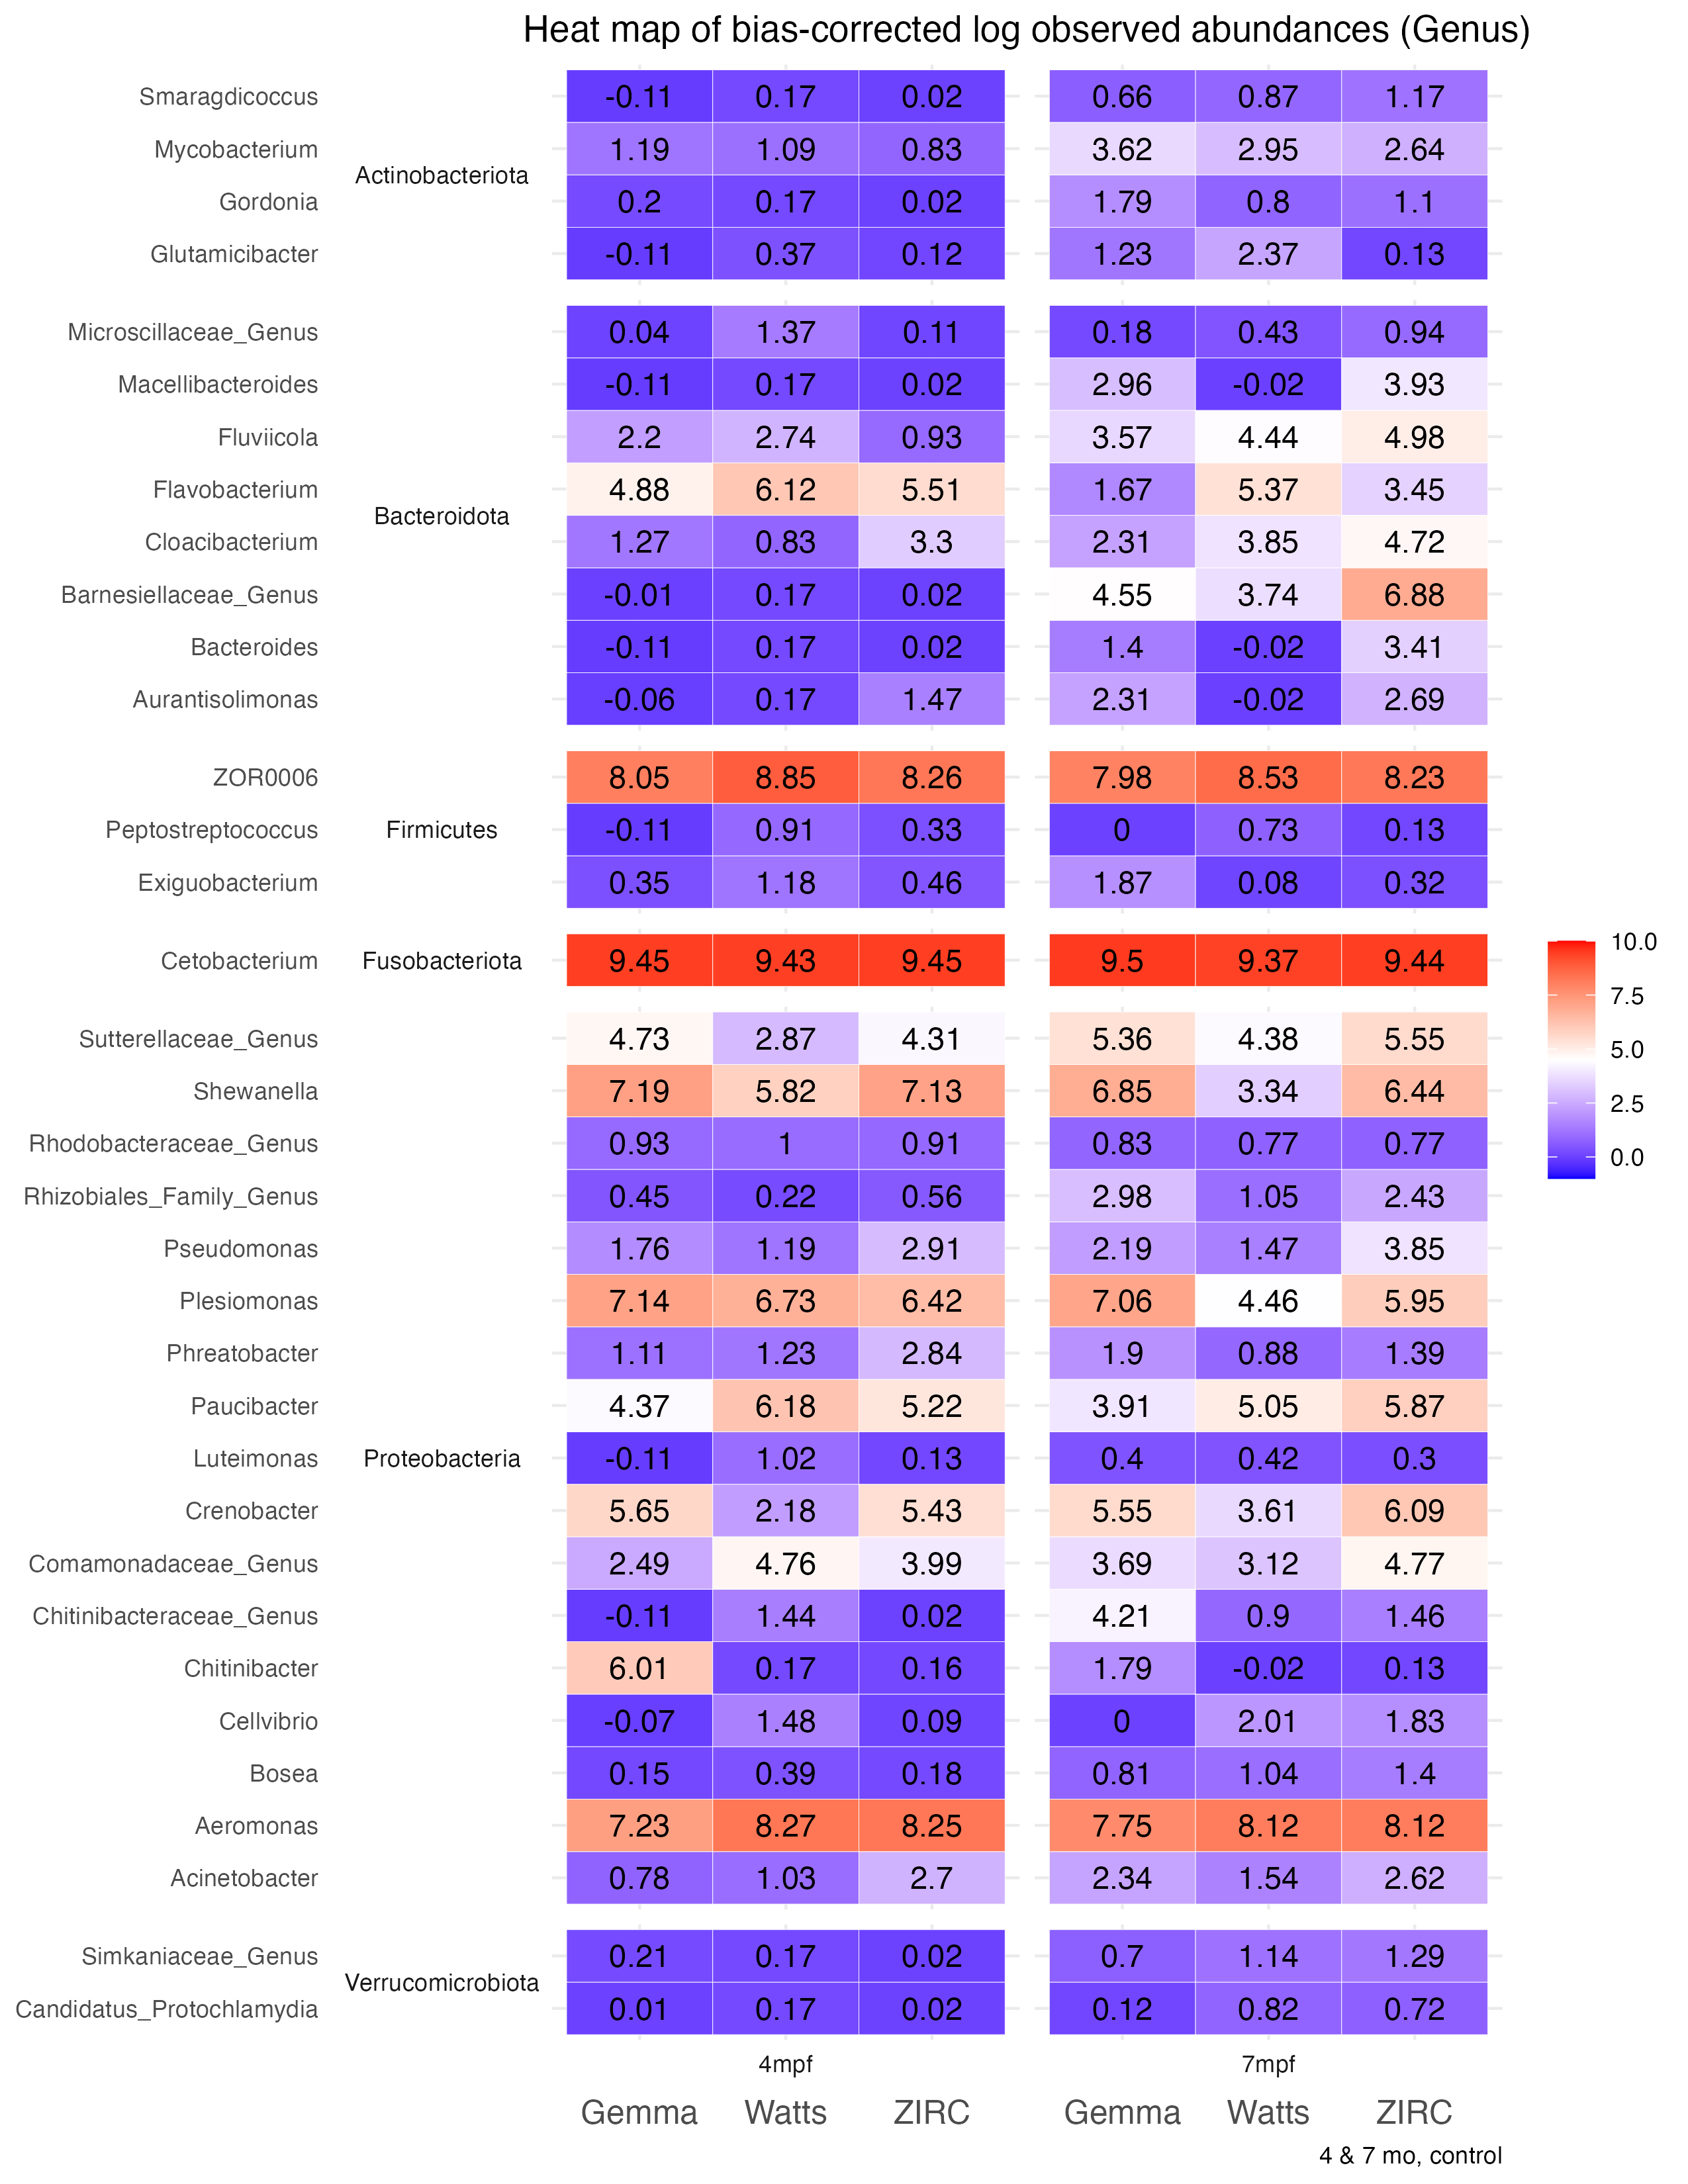 Heat map of bias-corrected log observed abundances (Genus)
Smaragdicoccus -0.11 0.17 0.02 0.66 0.87 1.17
Mycobacterium 1.19 1.09 0.83 3.62 2.95 2.64
Actinobacteriota
Gordonia 0.2 0.17 0.02 1.79 0.8 1.1
Glutamicibacter -0.11 0.37 0.12 1.23 2.37 0.13
Microscillaceae_Genus 0.04 1.37 0.11 0.18 0.43 0.94
Macellibacteroides -0.11 0.17 0.02 2.96 -0.02 3.93
Fluviicola 2.2 2.74 0.93 3.57 4.44 4.98
Flavobacterium 4.88 6.12 5.51 1.67 5.37 3.45
Bacteroidota
Cloacibacterium 1.27 0.83 3.3 2.31 3.85 4.72
Barnesiellaceae_Genus -0.01 0.17 0.02 4.55 3.74 6.88
Bacteroides -0.11 0.17 0.02 1.4 -0.02 3.41
Aurantisolimonas -0.06 0.17 1.47 2.31 -0.02 2.69
ZOR0006 8.05 8.85 8.26 7.98 8.53 8.23
Peptostreptococcus Firmicutes -0.11 0.91 0.33 0 0.73 0.13
Exiguobacterium 0.35 1.18 0.46 1.87 0.08 0.32
Cetobacterium Fusobacteriota 9.45 9.43 9.45 9.5 9.37 9.44
10.0
7.5
5.0
2.5
0.0
Sutterellaceae_Genus 4.73 2.87 4.31 5.36 4.38 5.55
Shewanella 7.19 5.82 7.13 6.85 3.34 6.44
Rhodobacteraceae_Genus 0.93 1 0.91 0.83 0.77 0.77
Rhizobiales_Family_Genus 0.45 0.22 0.56 2.98 1.05 2.43
Pseudomonas 1.76 1.19 2.91 2.19 1.47 3.85
Plesiomonas 7.14 6.73 6.42 7.06 4.46 5.95
Phreatobacter 1.11 1.23 2.84 1.9 0.88 1.39
Paucibacter 4.37 6.18 5.22 3.91 5.05 5.87
Luteimonas Proteobacteria -0.11 1.02 0.13 0.4 0.42 0.3
Crenobacter 5.65 2.18 5.43 5.55 3.61 6.09
Comamonadaceae_Genus 2.49 4.76 3.99 3.69 3.12 4.77
Chitinibacteraceae_Genus -0.11 1.44 0.02 4.21 0.9 1.46
Chitinibacter 6.01 0.17 0.16 1.79 -0.02 0.13
Cellvibrio -0.07 1.48 0.09 0 2.01 1.83
Bosea 0.15 0.39 0.18 0.81 1.04 1.4
Aeromonas 7.23 8.27 8.25 7.75 8.12 8.12
Acinetobacter 0.78 1.03 2.7 2.34 1.54 2.62
Simkaniaceae_Genus 0.21 0.17 0.02 0.7 1.14 1.29
Verrucomicrobiota
Candidatus_Protochlamydia 0.01 0.17 0.02 0.12 0.82 0.72
4mpf 7mpf
Gemma Watts ZIRC Gemma Watts ZIRC
4 & 7 mo, control